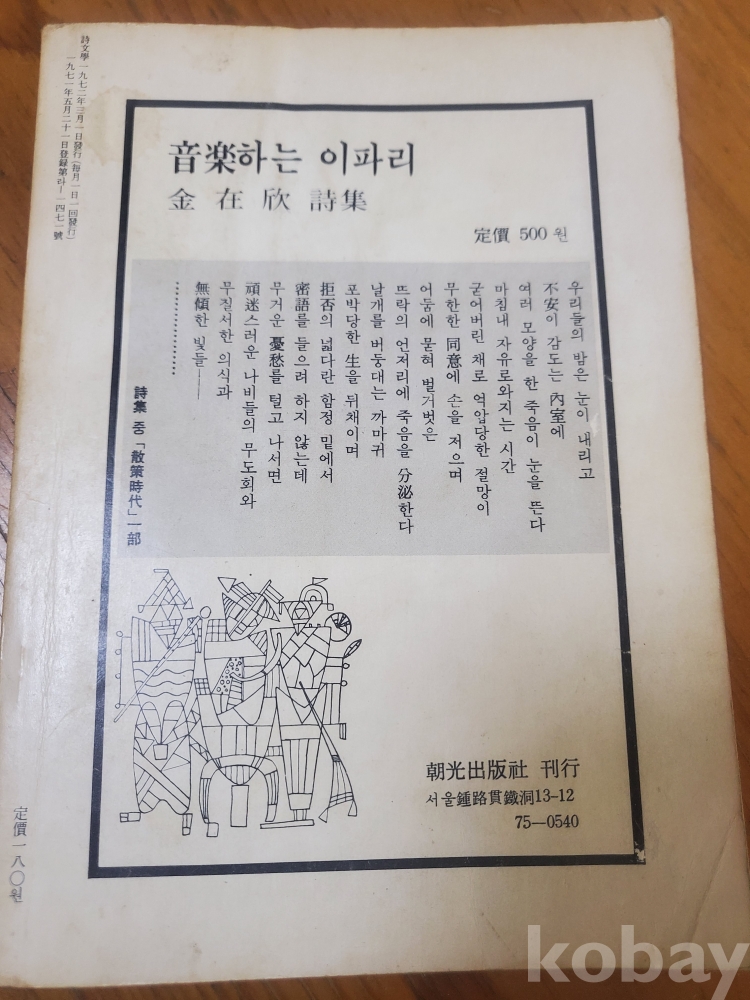 詩文學 一九七二年三月一日發行(每月一日一回發行)
一九七一年五月二十一日登録第라—一四七一號
音楽하는 이파리
金在欣 詩集
定價 500원
우리들의 밤은 눈이 내리고
不安이 감도는 內室에
여러 모양을 한 죽음이 눈을 뜬다
마침내 자유로와지는 시간
굳어버린 채로 억압당한 절망이
무한한 同意에 손을 저으며
어둠에 묻혀 벌거벗은
뜨락의 언저리에 죽음을 分泌한다
날개를 버둥대는 까마귀
포박당한 生을 뒤채이며
拒否의 넓다란 함정 밑에서
密語를 들으려 하지 않는데
무거운 憂愁를 털고 나서면
頑迷스러운 나비들의 무도회와
무질서한 의식과
無傾한 빛들——
………………
詩集 중 「散策時代」 一部
朝光出版社 刊行
서울鍾路貫鐵洞13-12
75—0540
定價一八〇원
kobay